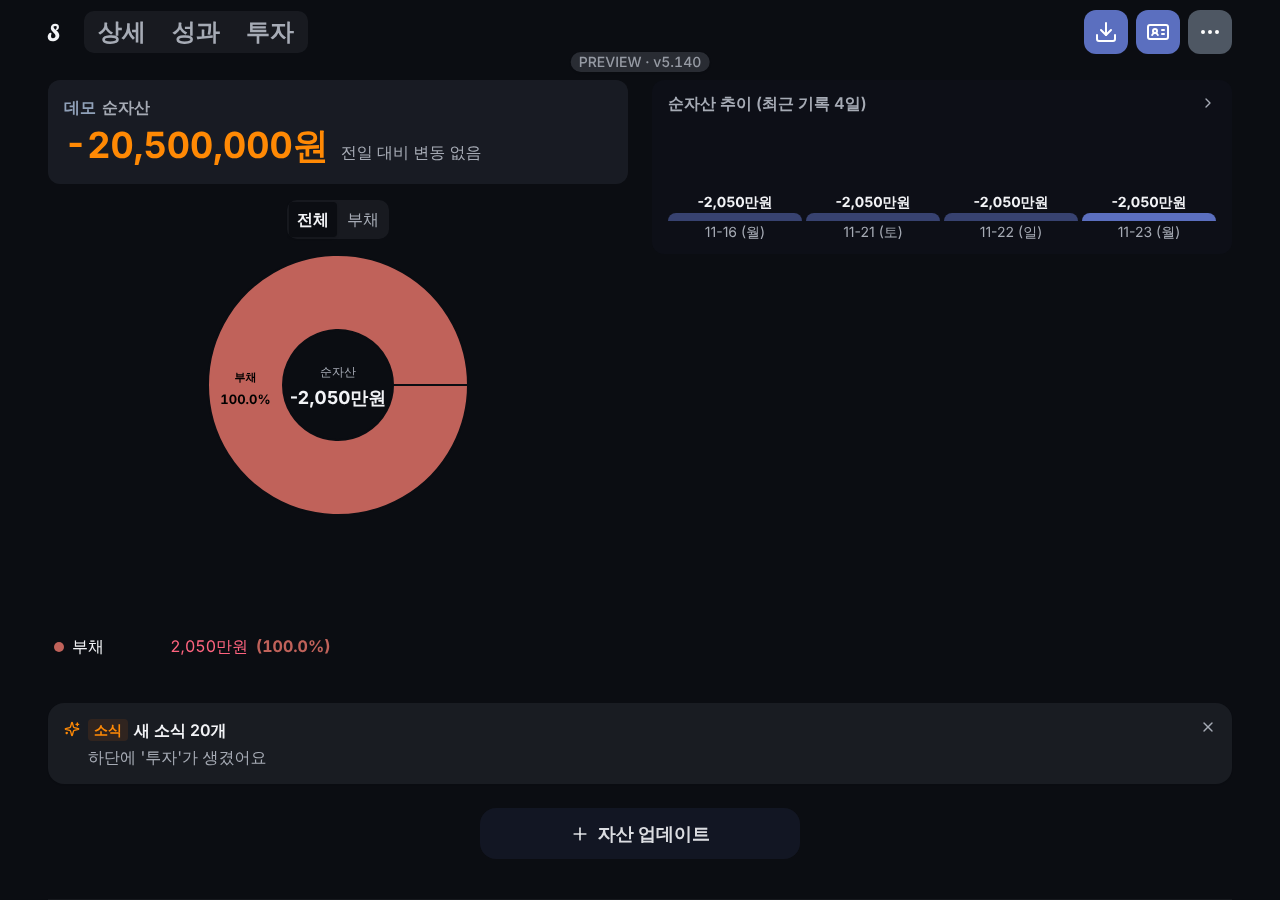 S 상세 성과 투자
PREVIEW · v5.140
데모 순자산
-20,500,000원 전일 대비 변동 없음
순자산 추이 (최근 기록 4일)
-2,050만원 -2,050만원 -2,050만원 -2,050만원
11-16 (월) 11-21 (토) 11-22 (일) 11-23 (월)
전체 부채
부채
100.0%
순자산
-2,050만원
부채 2,050만원 (100.0%)
소식 새 소식 20개
하단에 '투자'가 생겼어요
자산 업데이트